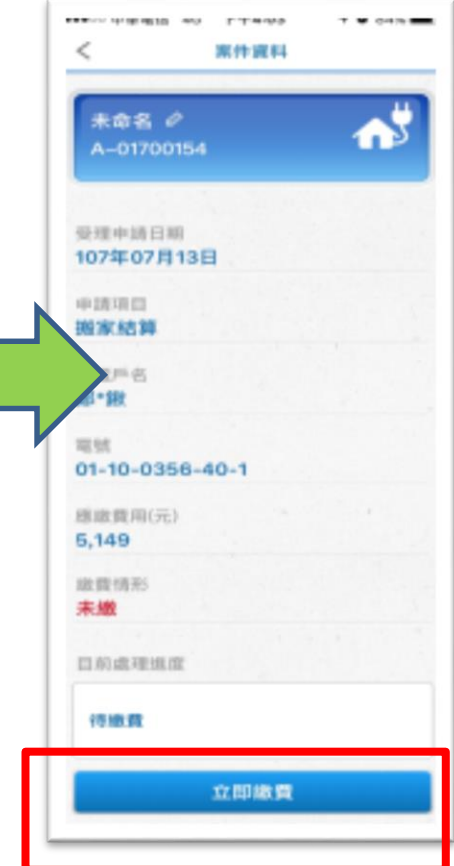 案件資料
未命名
A-01700154
受理申請日期
107年07月13日
申請項目
搬家結算
戶名
電號
01-10-0356-40-1
應繳費用(元)
5,149
繳費情形
未繳
目前處理進度
待繳費
立即繳費